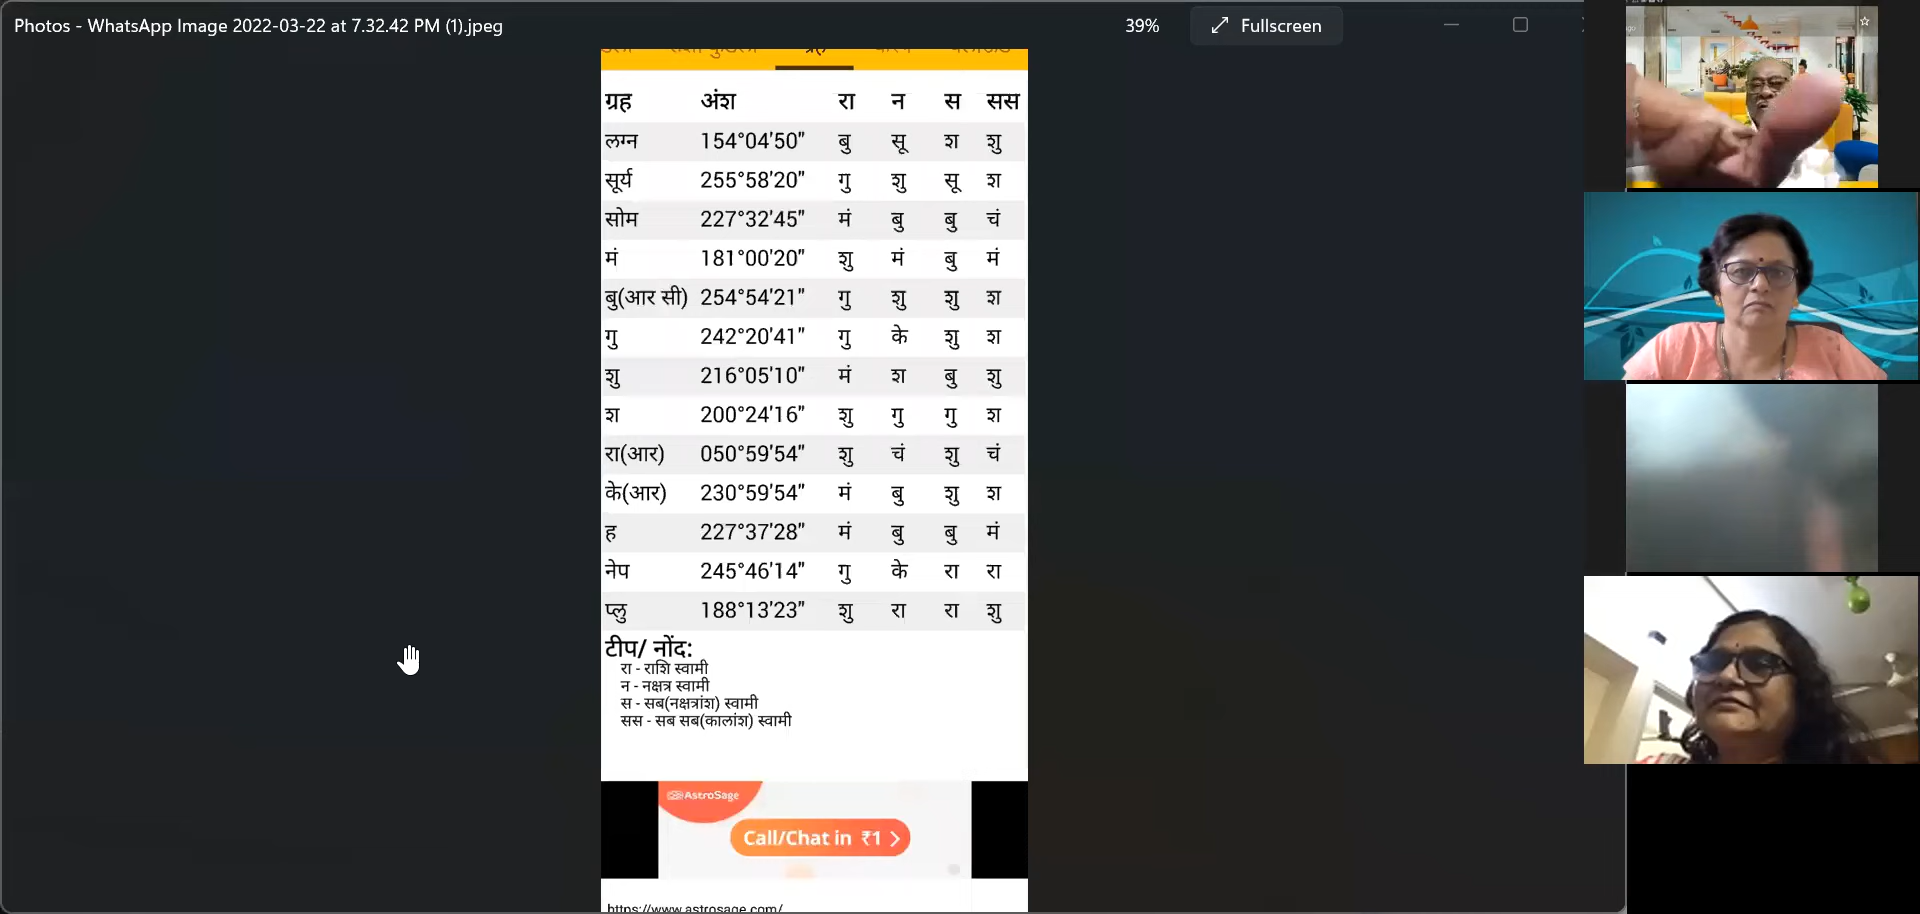 Photos - WhatsApp Image 2022-03-22 at 7.32.42 PM (1).jpeg
39% Fullscreen
ग्रह अंश रा न स सस
लग्न 154°04'50" बु सू श शु
सूर्य 255°58'20" गु शु सू श
सोम 227°32'45" मं बु बु चं
मं 181°00'20" शु मं बु मं
बु(आर सी) 254°54'21" गु शु शु श
गु 242°20'41" गु के शु श
शु 216°05'10" मं श बु शु
श 200°24'16" शु गु गु श
रा(आर) 050°59'54" शु चं शु चं
के(आर) 230°59'54" मं बु शु श
ह 227°37'28" मं बु बु मं
नेप 245°46'14" गु के रा रा
प्लु 188°13'23" शु रा रा शु
टीप/ नोंद:
रा - राशि स्वामी
न - नक्षत्र स्वामी
स - सब(नक्षत्रांश) स्वामी
सस - सब सब(कालांश) स्वामी
AstroSage
Call/Chat in ₹1 >
https://www.astrosage.com/